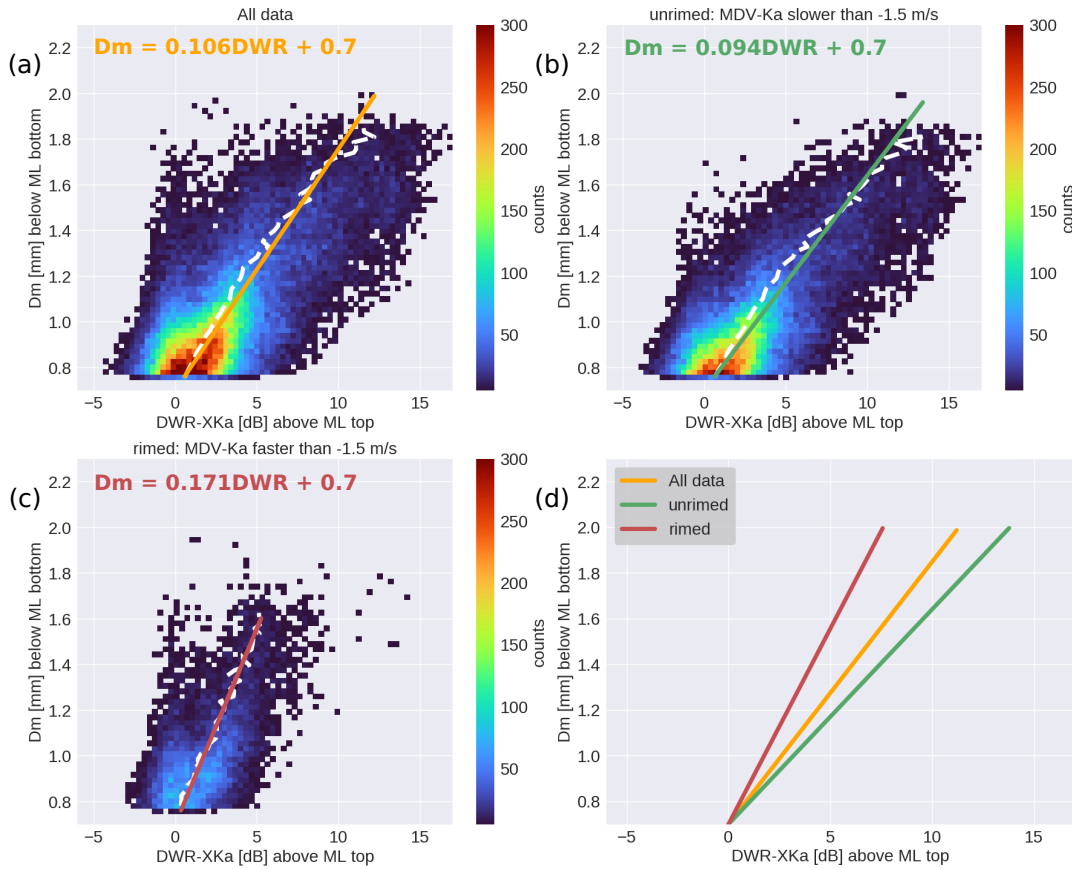 All data
(a)
Dm = 0.106DWR + 0.7
2.2
2.0
1.8
1.6
1.4
1.2
1.0
0.8
Dm [mm] below ML bottom
−5 0 5 10 15
DWR-XKa [dB] above ML top
300
250
200
150
100
50
counts
unrimed: MDV-Ka slower than -1.5 m/s
(b)
Dm = 0.094DWR + 0.7
2.2
2.0
1.8
1.6
1.4
1.2
1.0
0.8
Dm [mm] below ML bottom
−5 0 5 10 15
DWR-XKa [dB] above ML top
300
250
200
150
100
50
counts
rimed: MDV-Ka faster than -1.5 m/s
(c)
Dm = 0.171DWR + 0.7
2.2
2.0
1.8
1.6
1.4
1.2
1.0
0.8
Dm [mm] below ML bottom
−5 0 5 10 15
DWR-XKa [dB] above ML top
300
250
200
150
100
50
counts
(d)
All data
unrimed
rimed
2.2
2.0
1.8
1.6
1.4
1.2
1.0
0.8
Dm [mm] below ML bottom
−5 0 5 10 15
DWR-XKa [dB] above ML top